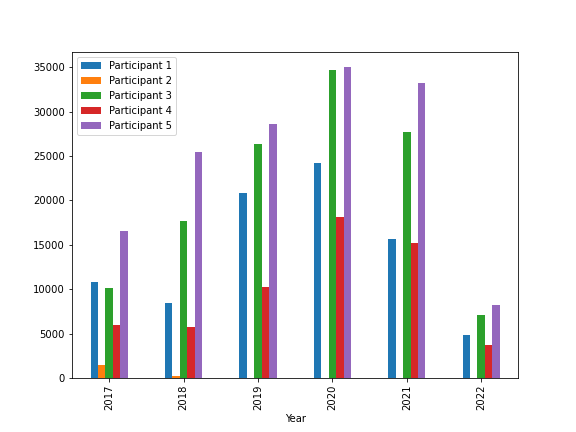 Participant 1
Participant 2
Participant 3
Participant 4
Participant 5
35000
30000
25000
20000
15000
10000
5000
0
2017
2018
2019
2020
2021
2022
Year